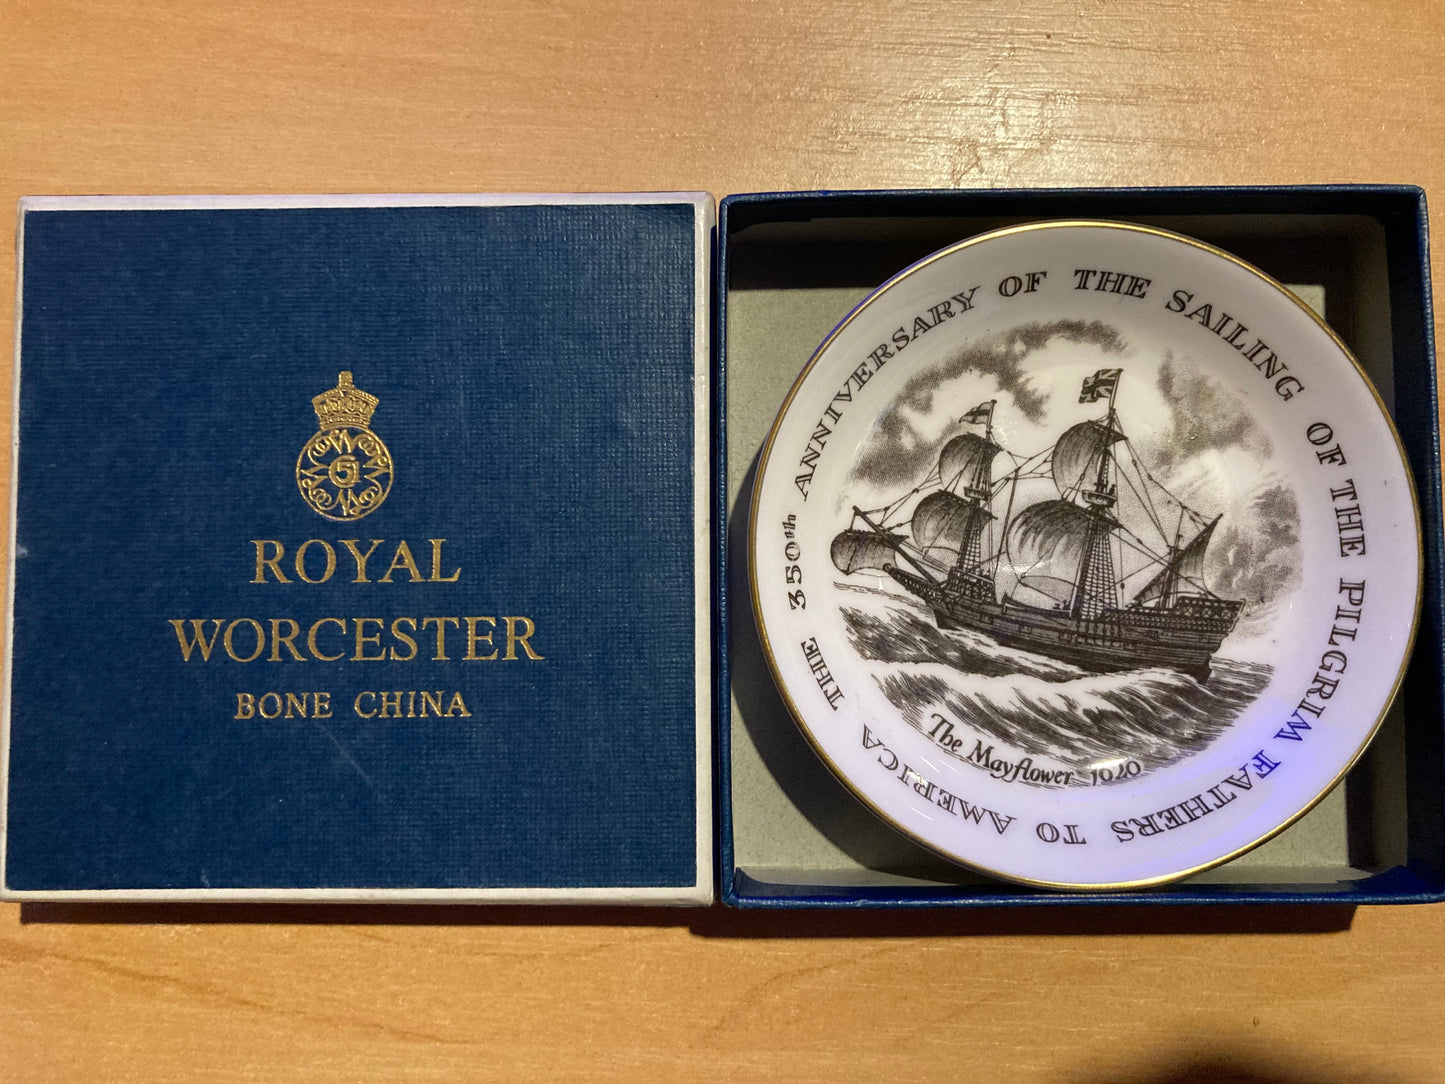 51
ROYAL
WORCESTER
BONE CHINA
THE 350th ANNIVERSARY OF THE SAILING OF THE PILGRIM FATHERS TO AMERICA
The Mayflower 1620